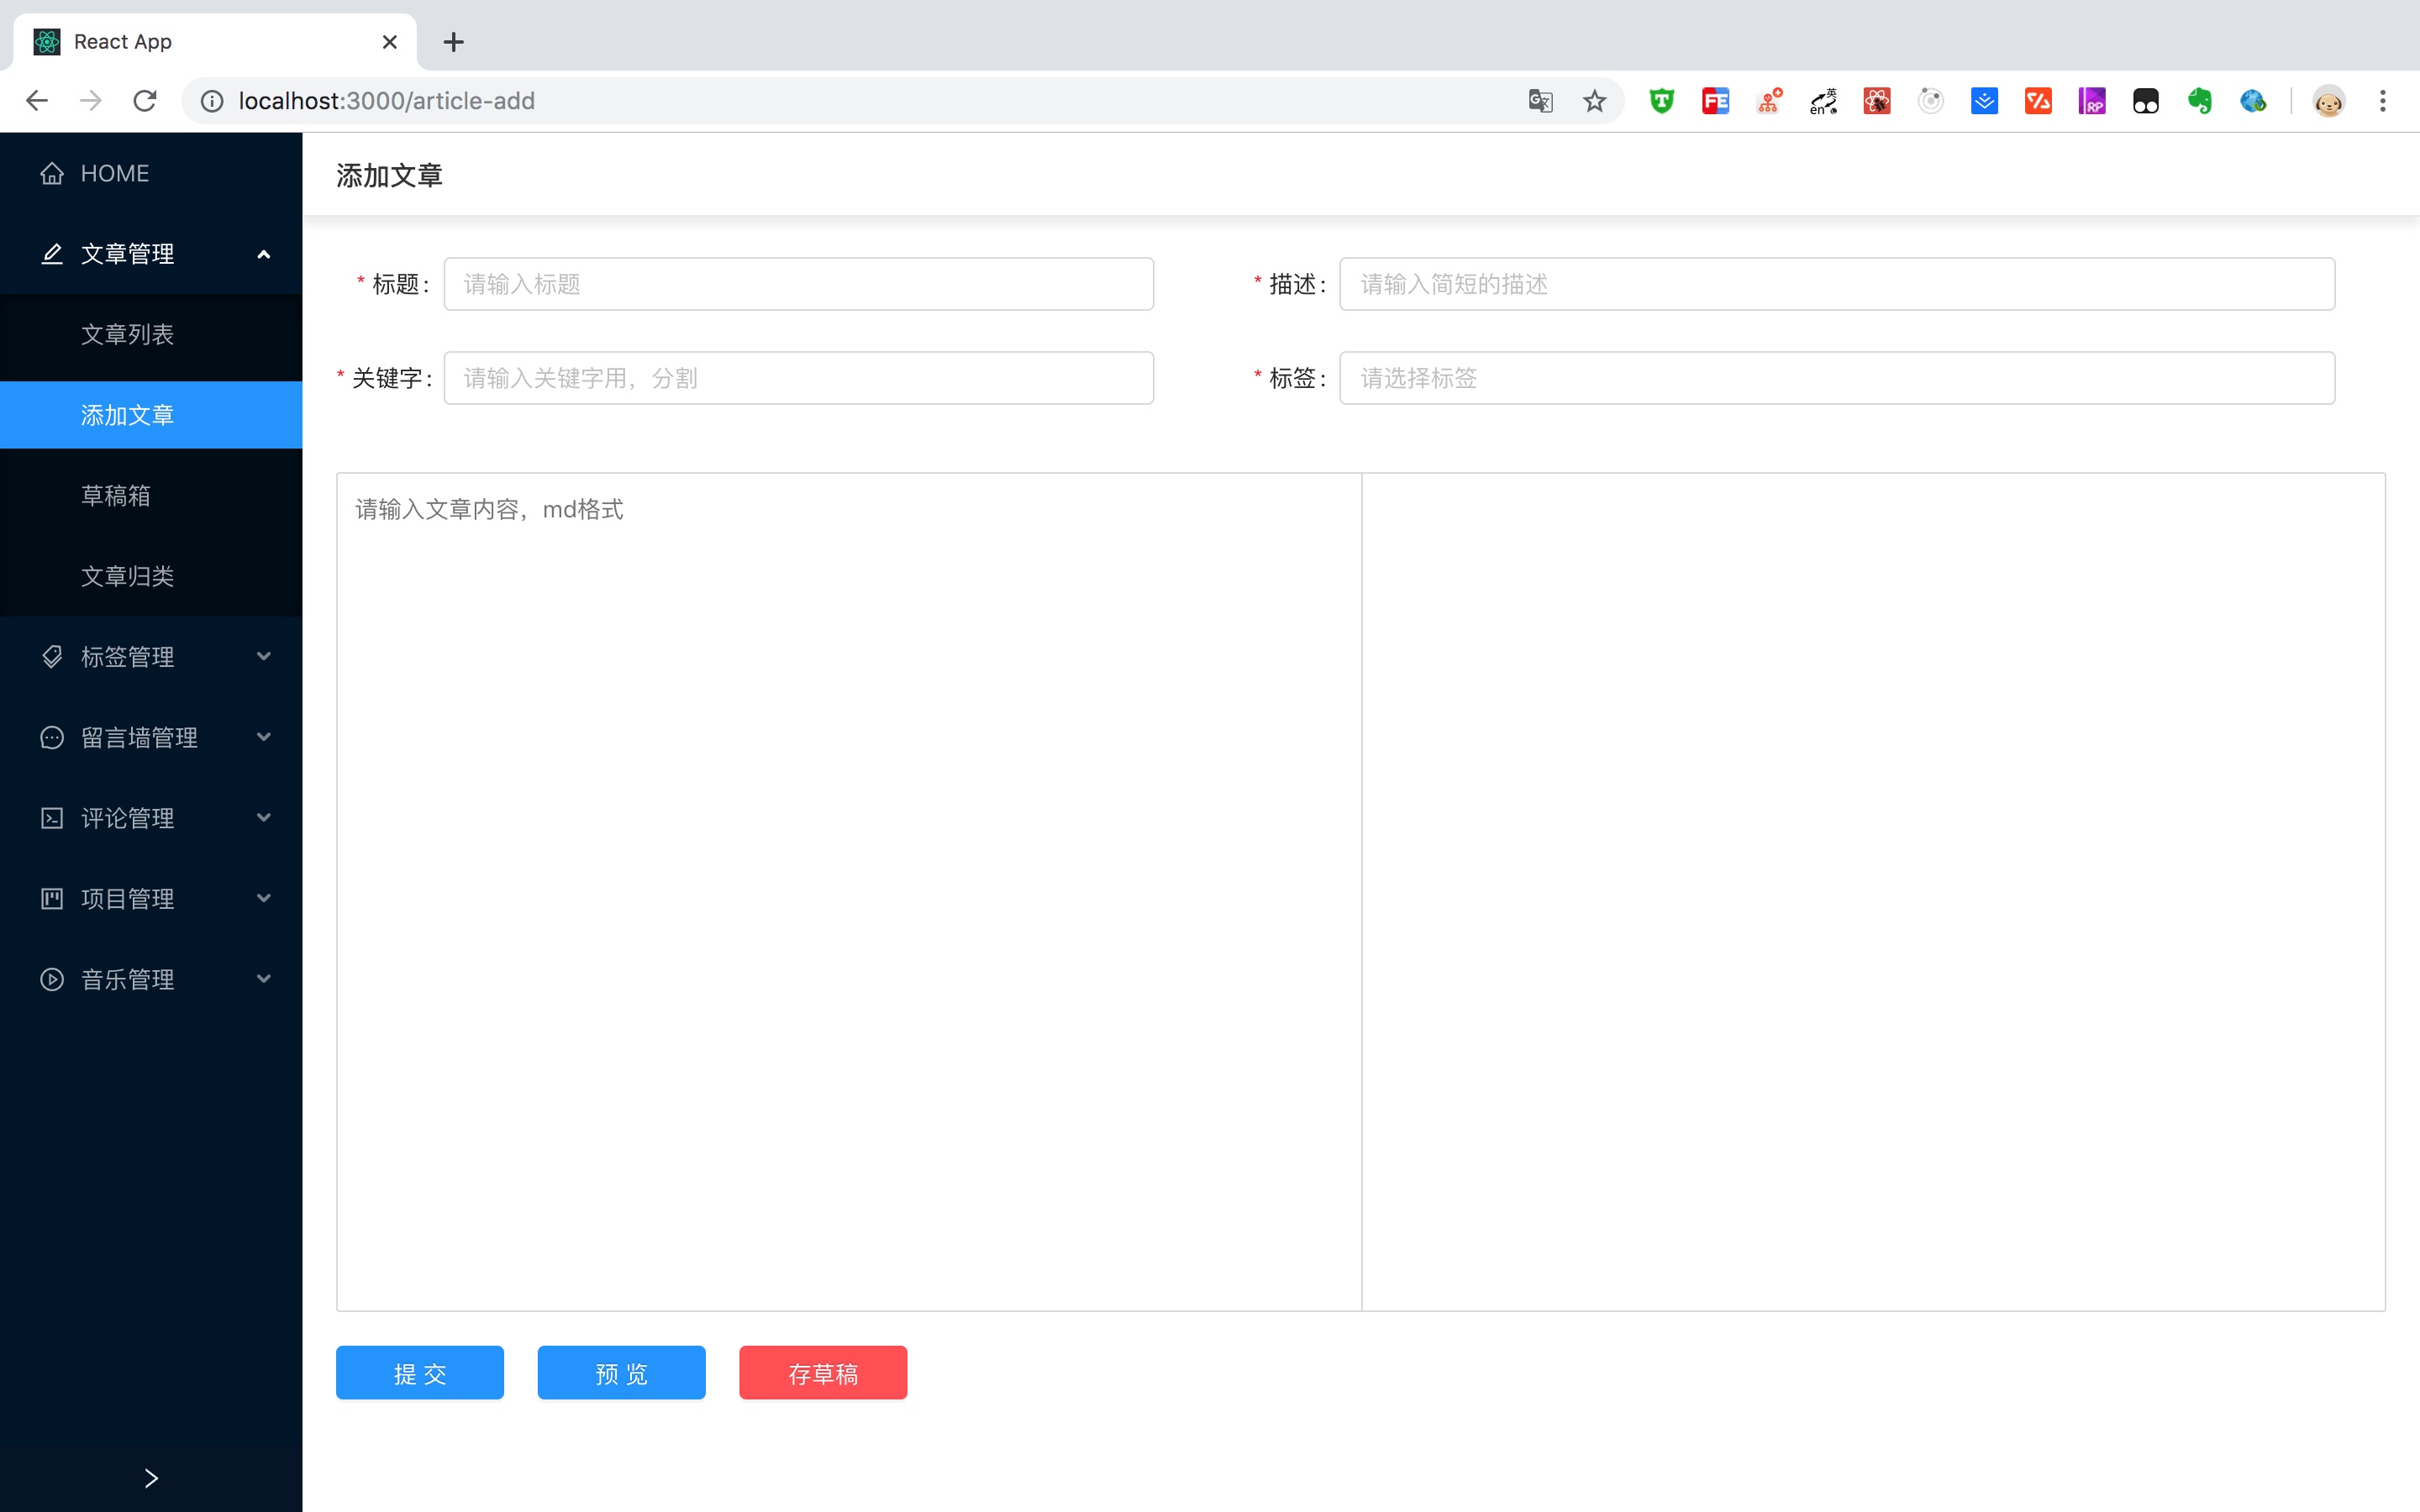 React App
localhost:3000/article-add
HOME
文章管理
文章列表
添加文章
草稿箱
文章归类
标签管理
留言墙管理
评论管理
项目管理
音乐管理
添加文章
* 标题: 请输入标题
* 描述: 请输入简短的描述
* 关键字: 请输入关键字用，分割
* 标签: 请选择标签
请输入文章内容，md格式
提 交
预 览
存草稿